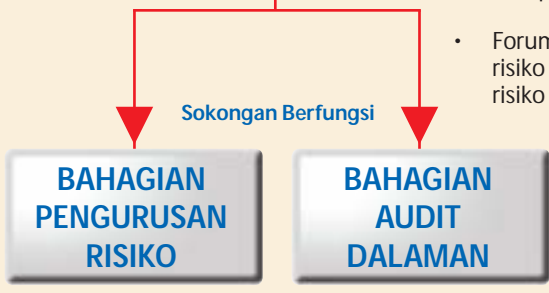 • Forum
risiko
risiko
Sokongan Berfungsi
BAHAGIAN
PENGURUSAN
RISIKO
BAHAGIAN
AUDIT
DALAMAN